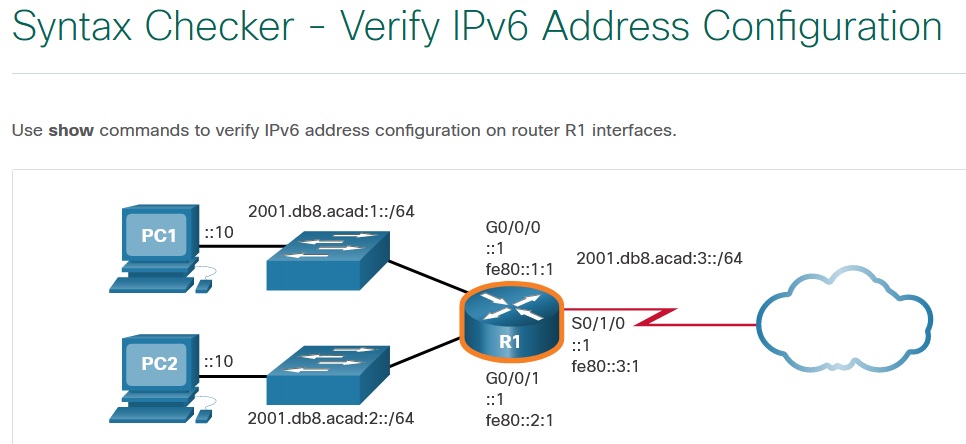 Syntax Checker - Verify IPv6 Address Configuration
Use show commands to verify IPv6 address configuration on router R1 interfaces.
2001.db8.acad:1::/64
PC1
::10
G0/0/0
::1
fe80::1:1
2001.db8.acad:3::/64
R1
S0/1/0
::1
fe80::3:1
PC2
::10
G0/0/1
::1
fe80::2:1
2001.db8.acad:2::/64